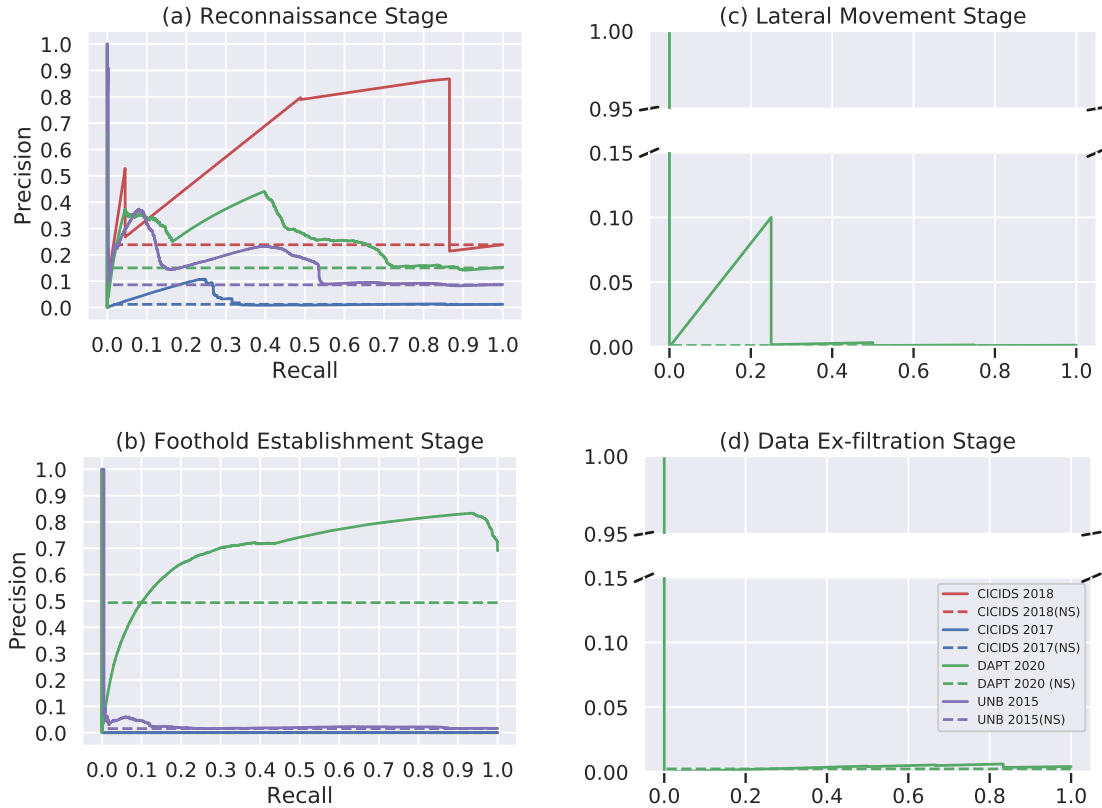 (a) Reconnaissance Stage
1.0
0.9
0.8
0.7
0.6
0.5
0.4
0.3
0.2
0.1
0.0
Precision
0.0 0.1 0.2 0.3 0.4 0.5 0.6 0.7 0.8 0.9 1.0
Recall
(c) Lateral Movement Stage
1.00
0.95
0.15
0.10
0.05
0.00
0.0 0.2 0.4 0.6 0.8 1.0
(b) Foothold Establishment Stage
1.0
0.9
0.8
0.7
0.6
0.5
0.4
0.3
0.2
0.1
0.0
Precision
0.0 0.1 0.2 0.3 0.4 0.5 0.6 0.7 0.8 0.9 1.0
Recall
(d) Data Ex-filtration Stage
1.00
0.95
0.15
0.10
0.05
0.00
CICIDS 2018
CICIDS 2018(NS)
CICIDS 2017
CICIDS 2017(NS)
DAPT 2020
DAPT 2020 (NS)
UNB 2015
UNB 2015(NS)
0.0 0.2 0.4 0.6 0.8 1.0